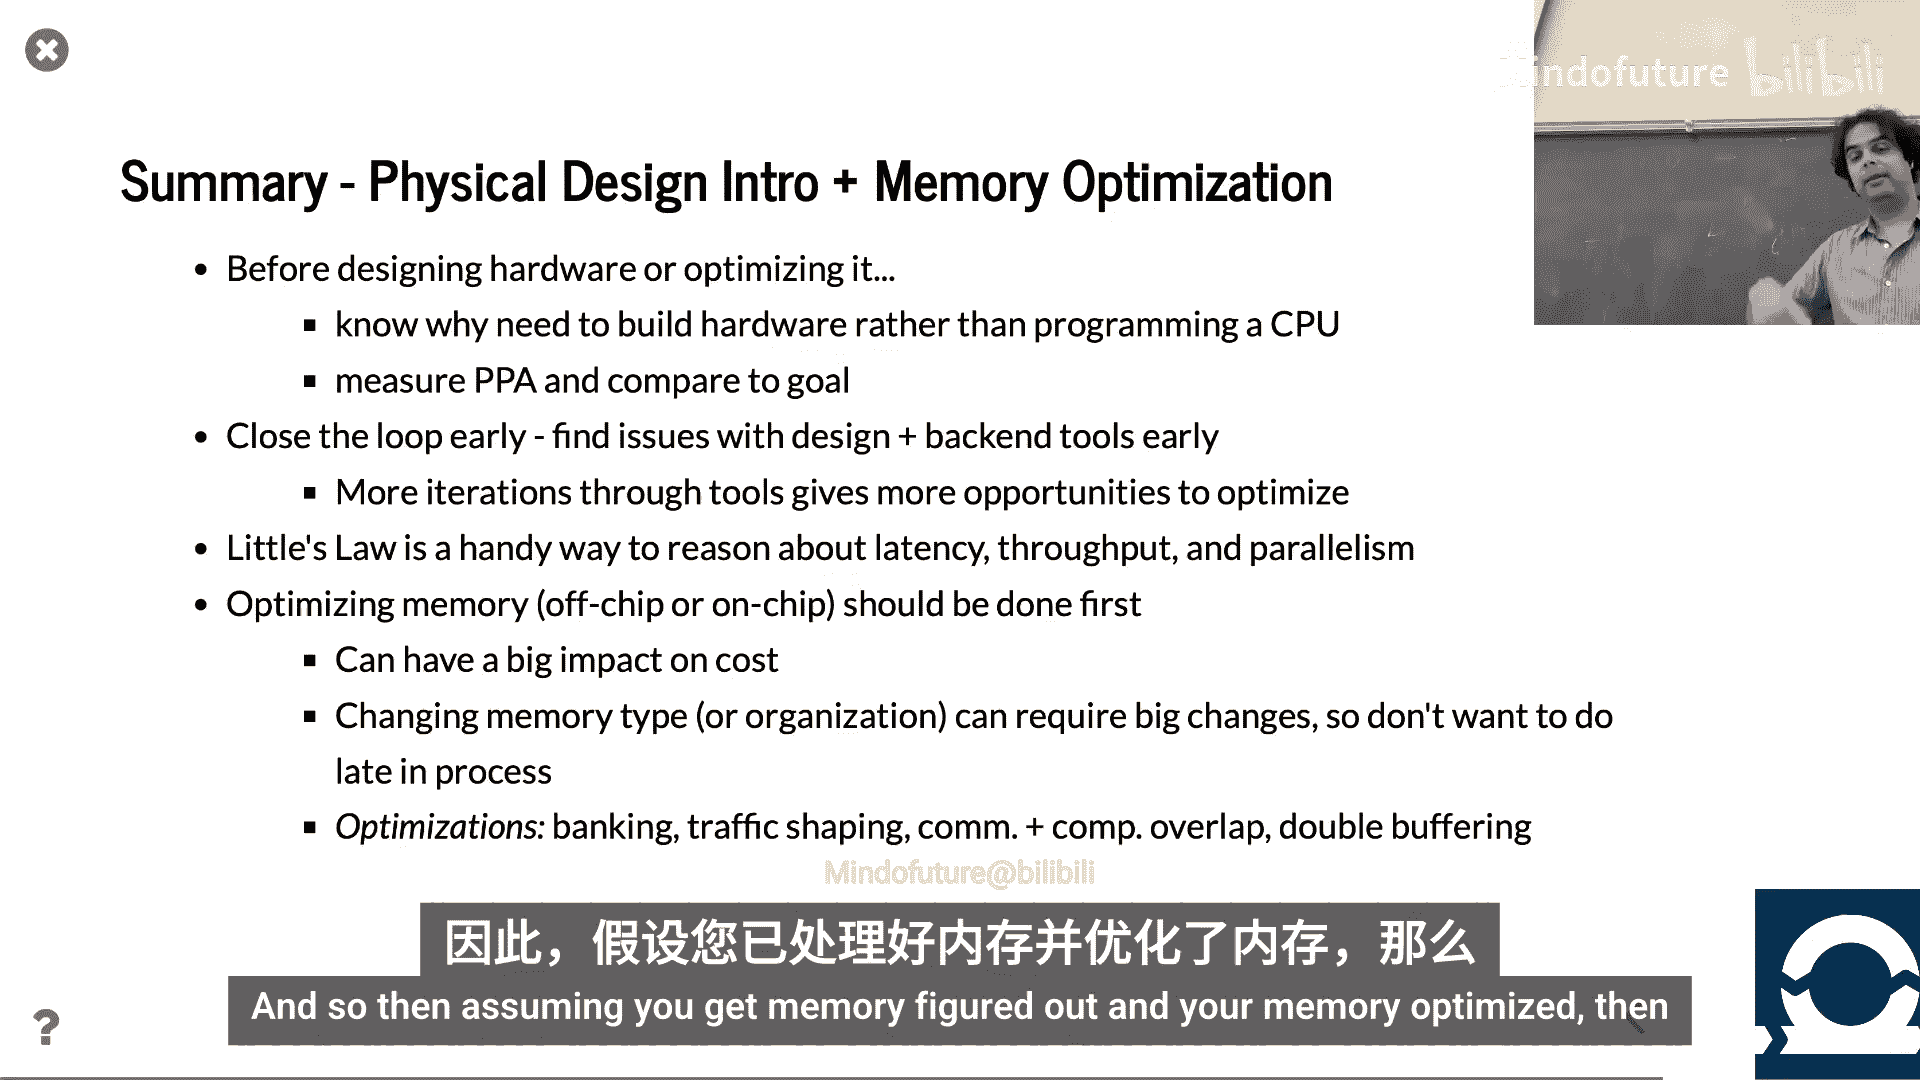 indofuture bilibili
Summary - Physical Design Intro + Memory Optimization
• Before designing hardware or optimizing it...
▪ know why need to build hardware rather than programming a CPU
▪ measure PPA and compare to goal
• Close the loop early - find issues with design + backend tools early
▪ More iterations through tools gives more opportunities to optimize
• Little's Law is a handy way to reason about latency, throughput, and parallelism
• Optimizing memory (off-chip or on-chip) should be done first
▪ Can have a big impact on cost
▪ Changing memory type (or organization) can require big changes, so don't want to do
late in process
▪ Optimizations: banking, traffic shaping, comm. + comp. overlap, double buffering
Mindofuture@bilibili
因此，假设您已处理好内存并优化了内存，那么
And so then assuming you get memory figured out and your memory optimized, then
?